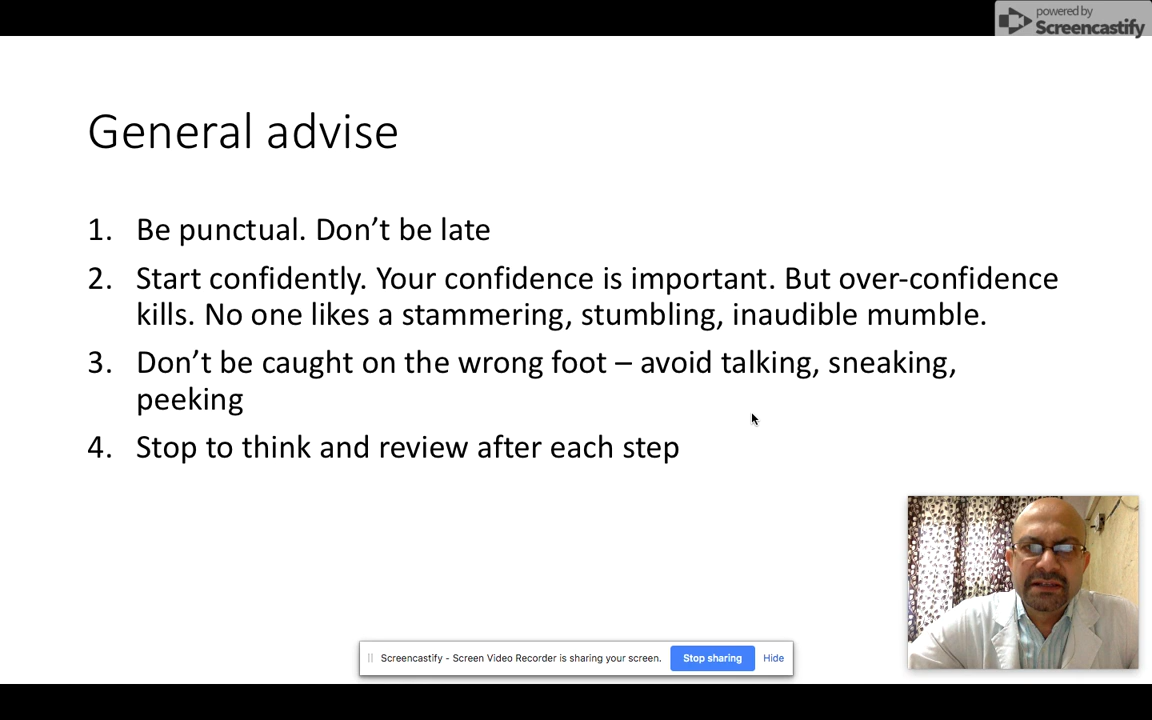 powered by
Screencastify
General advise
1. Be punctual. Don’t be late
2. Start confidently. Your confidence is important. But over-confidence
kills. No one likes a stammering, stumbling, inaudible mumble.
3. Don’t be caught on the wrong foot – avoid talking, sneaking,
peeking
4. Stop to think and review after each step
Screencastify - Screen Video Recorder is sharing your screen. Stop sharing Hide